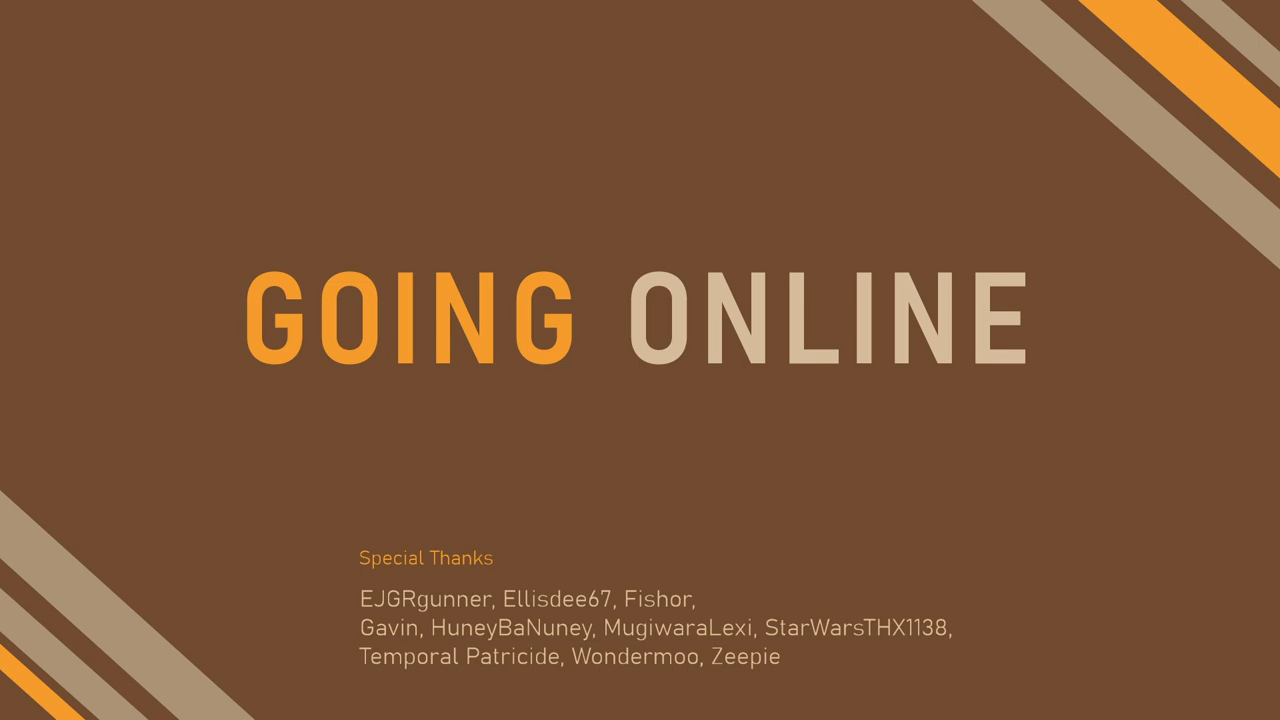 GOING ONLINE
Special Thanks
EJGRgunner, Ellisdee67, Fishor,
Gavin, HuneyBaNuney, MugiwaraLexi, StarWarsTHX1138,
Temporal Patricide, Wondermoo, Zeepie